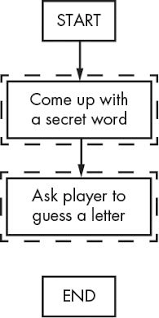 START
Come up with
a secret word
Ask player to
guess a letter
END